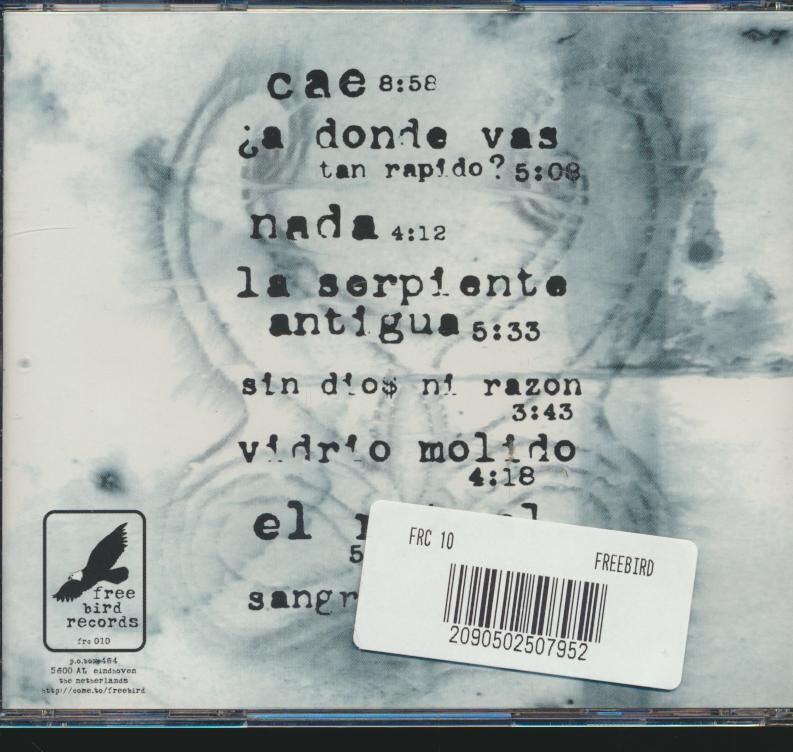 cae 8:58
¿a donde vas
tan rapido? 5:08
nada 4:12
la serpiente
antigua 5:33
sin dio$ ni razon
3:43
vidrio molido
4:18
el
5
sangr
FRC 10
FREEBIRD
2090502507952
free
bird
records
frc 010
p.o.box 464
5600 AL eindhoven
the netherlands
http://come.to/freebird